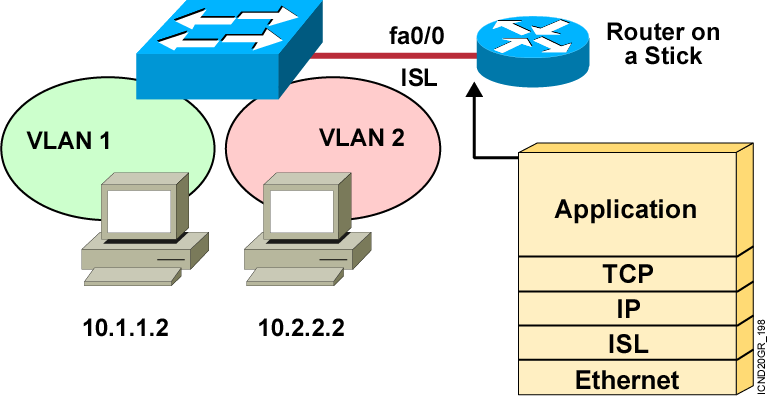 fa0/0
ISL
Router on
a Stick
VLAN 1
VLAN 2
10.1.1.2
10.2.2.2
Application
TCP
IP
ISL
Ethernet
ICND20GR_198